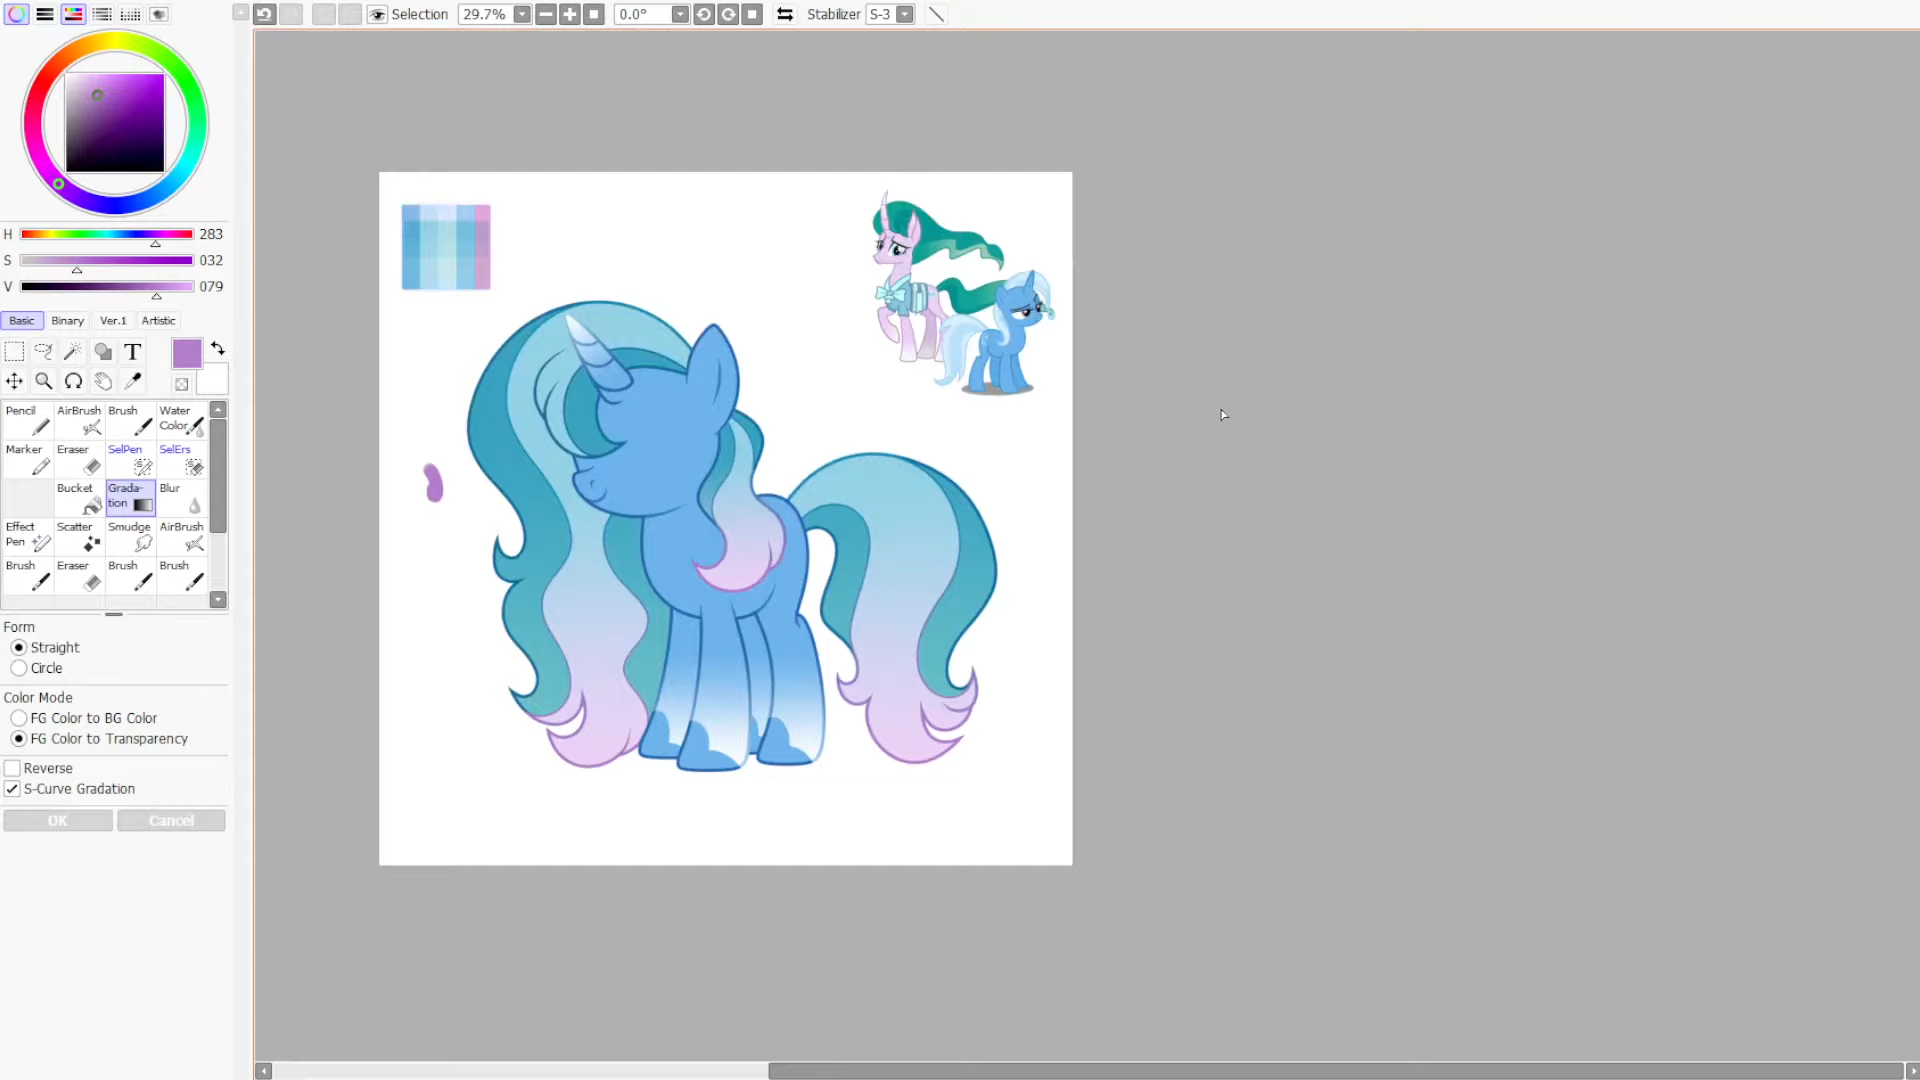 Selection 29.7% 0.0° Stabilizer S-3
H 283
S 032
V 079
Basic Binary Ver.1 Artistic
T
Pencil AirBrush Brush Water
Color
Marker Eraser SelPen SelErs
Bucket Grada-
tion Blur
Effect
Pen Scatter Smudge AirBrush
Brush Eraser Brush Brush
Form
Straight
Circle
Color Mode
FG Color to BG Color
FG Color to Transparency
Reverse
S-Curve Gradation
OK Cancel